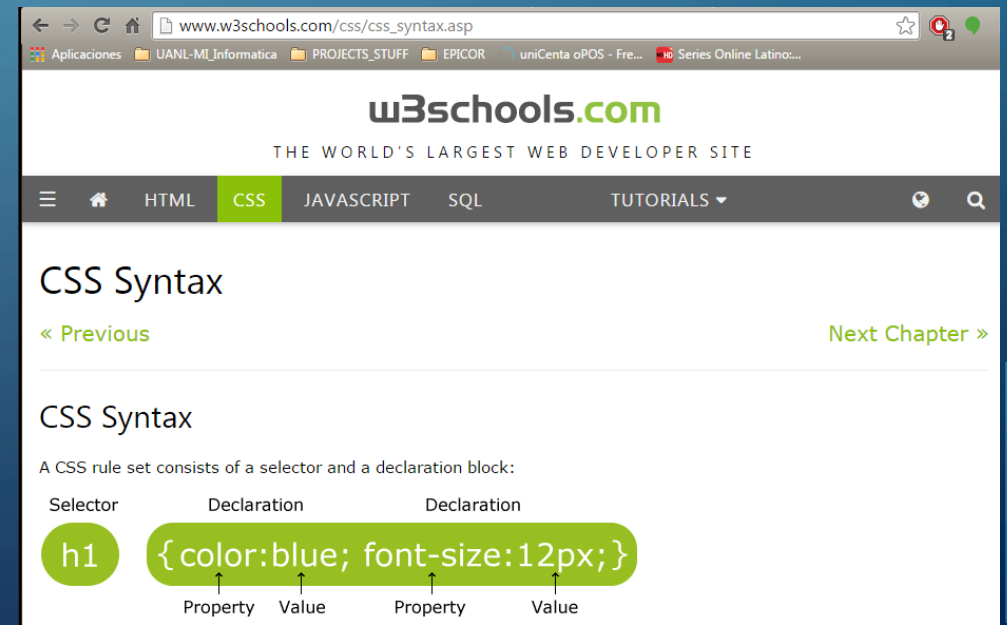 www.w3schools.com/css/css_syntax.asp
2
Aplicaciones UANL-MI_Informatica PROJECTS_STUFF EPICOR uniCenta oPOS - Fre... HD Series Online Latino:...
w3schools.com
THE WORLD'S LARGEST WEB DEVELOPER SITE
HTML CSS JAVASCRIPT SQL TUTORIALS
CSS Syntax
« Previous Next Chapter »
CSS Syntax
A CSS rule set consists of a selector and a declaration block:
Selector Declaration Declaration
h1 {color:blue; font-size:12px;}
Property Value Property Value